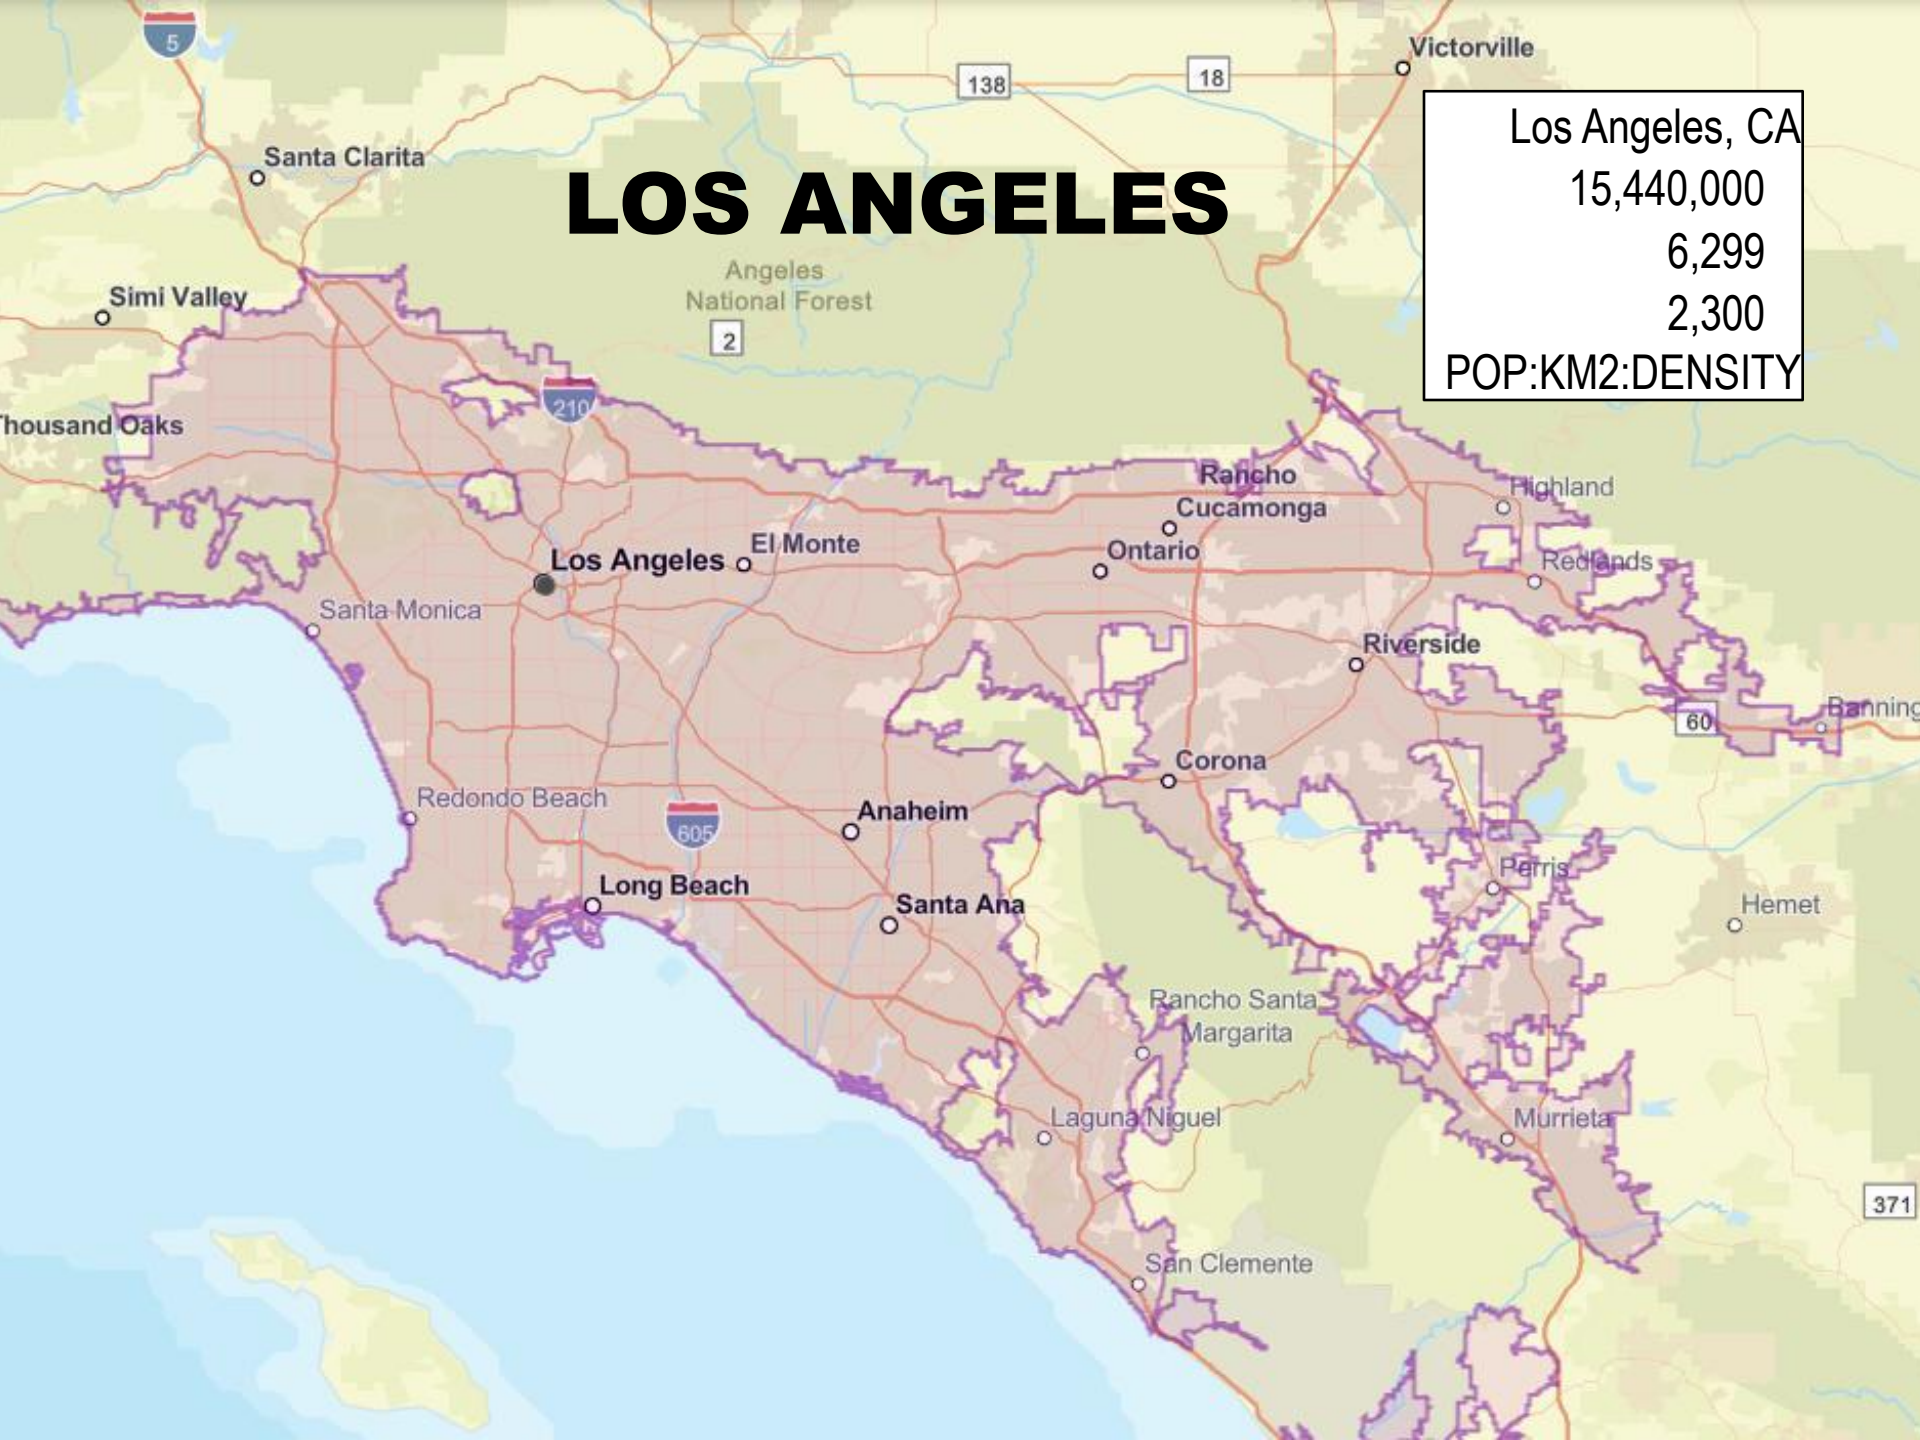 5
Victorville
138
18
Los Angeles, CA
15,440,000
6,299
2,300
POP:KM2:DENSITY
Santa Clarita
LOS ANGELES
Angeles
National Forest
2
Simi Valley
210
Thousand Oaks
Rancho
Cucamonga
Highland
El Monte
Ontario
Los Angeles
Redlands
Santa Monica
Riverside
60
Banning
Corona
Redondo Beach
605
Anaheim
Perris
Long Beach
Santa Ana
Hemet
Rancho Santa
Margarita
Laguna Niguel
Murrieta
371
San Clemente